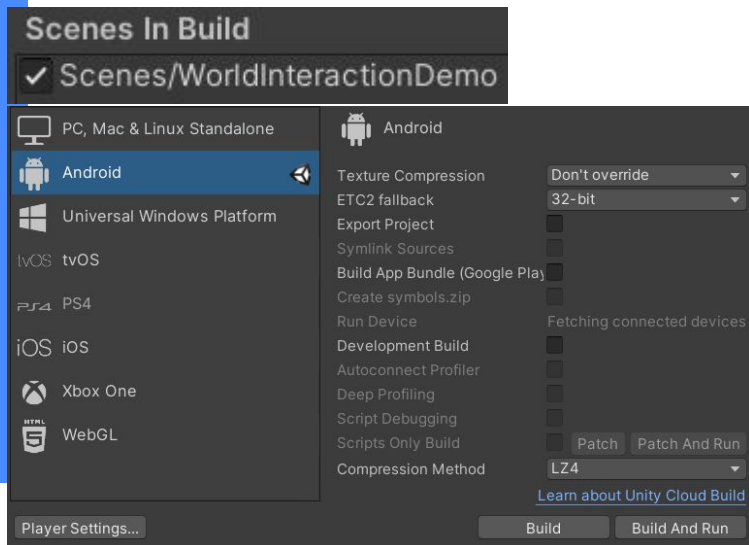 Scenes In Build
Scenes/WorldInteractionDemo
PC, Mac & Linux Standalone
Android
Universal Windows Platform
tvOS tvOS
PS4 PS4
iOS iOS
Xbox One
HTML
5 WebGL
Android
Texture Compression Don't override
ETC2 fallback 32-bit
Export Project
Symlink Sources
Build App Bundle (Google Play
Create symbols.zip
Run Device Fetching connected devices
Development Build
Autoconnect Profiler
Deep Profiling
Script Debugging
Scripts Only Build Patch Patch And Run
Compression Method LZ4
Learn about Unity Cloud Build
Player Settings... Build Build And Run